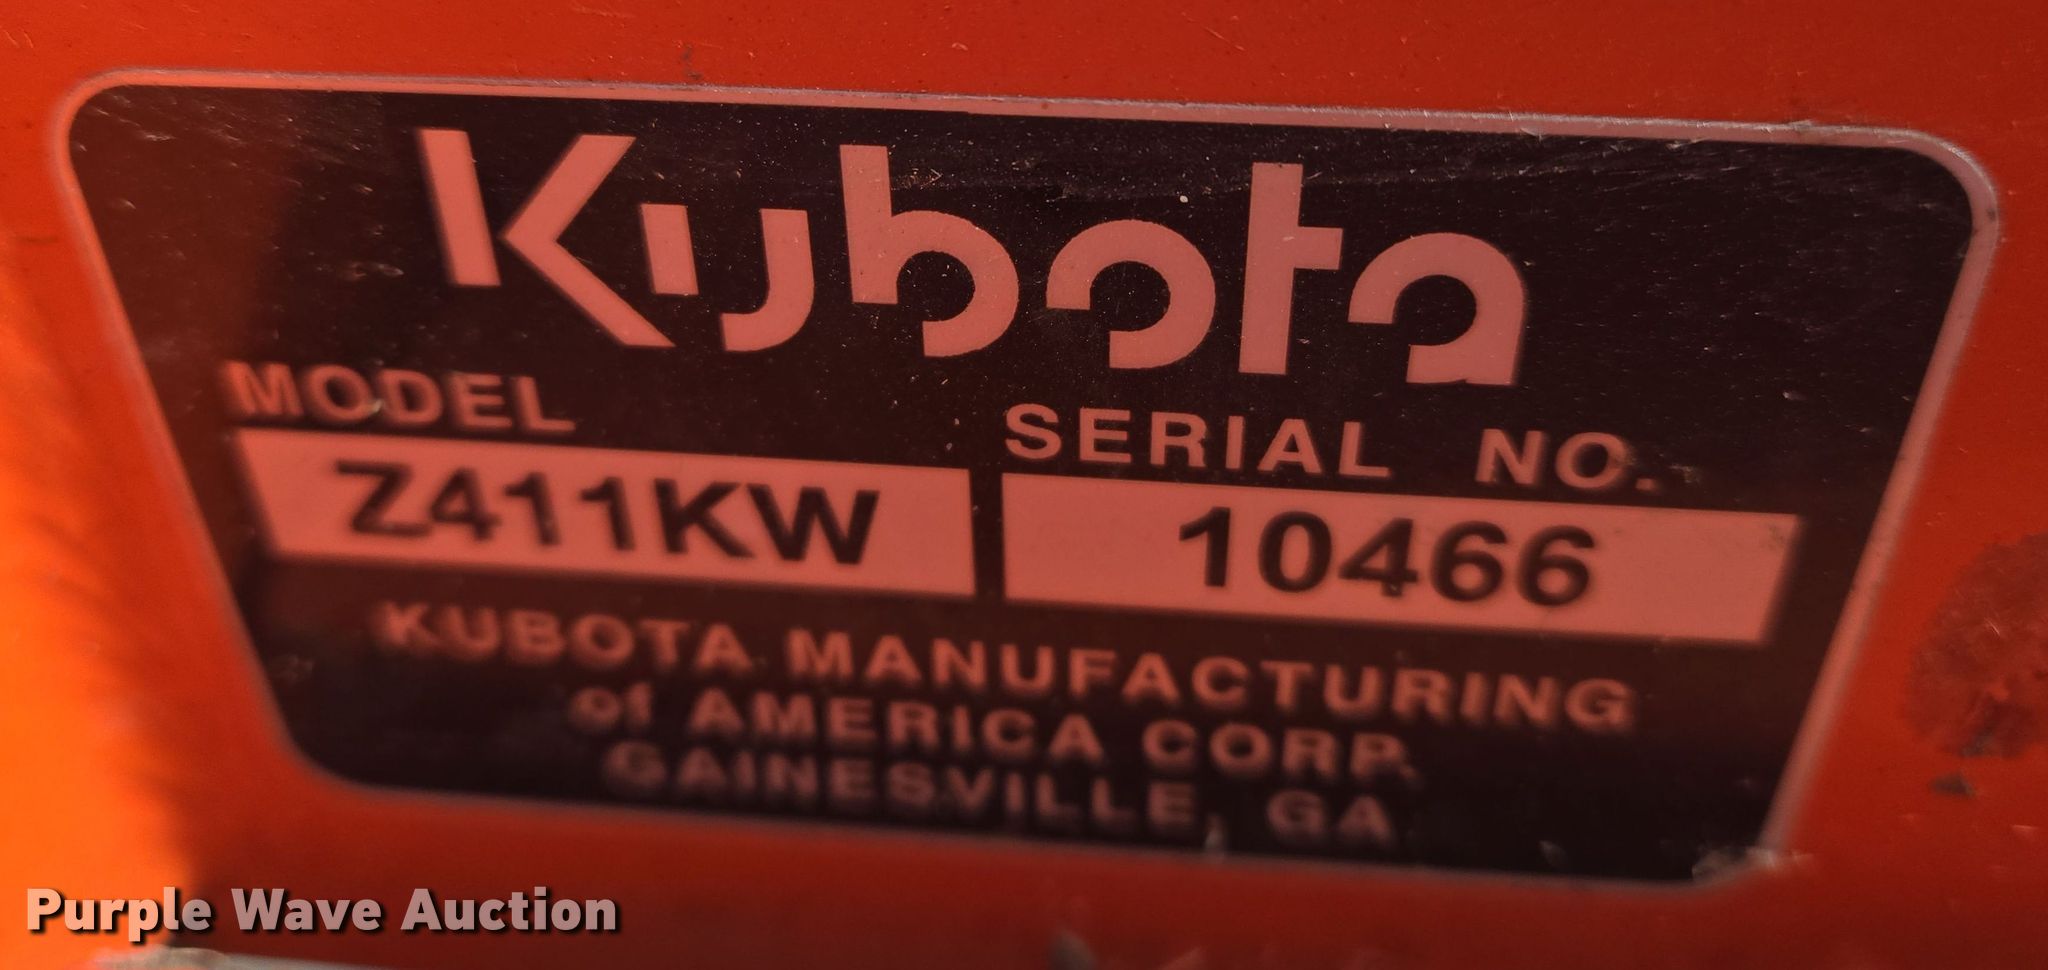 Kubota
MODEL
SERIAL NO.
Z411KW
10466
KUBOTA MANUFACTURING
of AMERICA CORP.
GAINESVILLE, GA
Purple Wave Auction